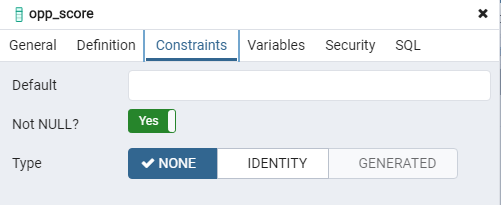 opp_score
General Definition Constraints Variables Security SQL
Default
Not NULL? Yes
Type NONE IDENTITY GENERATED